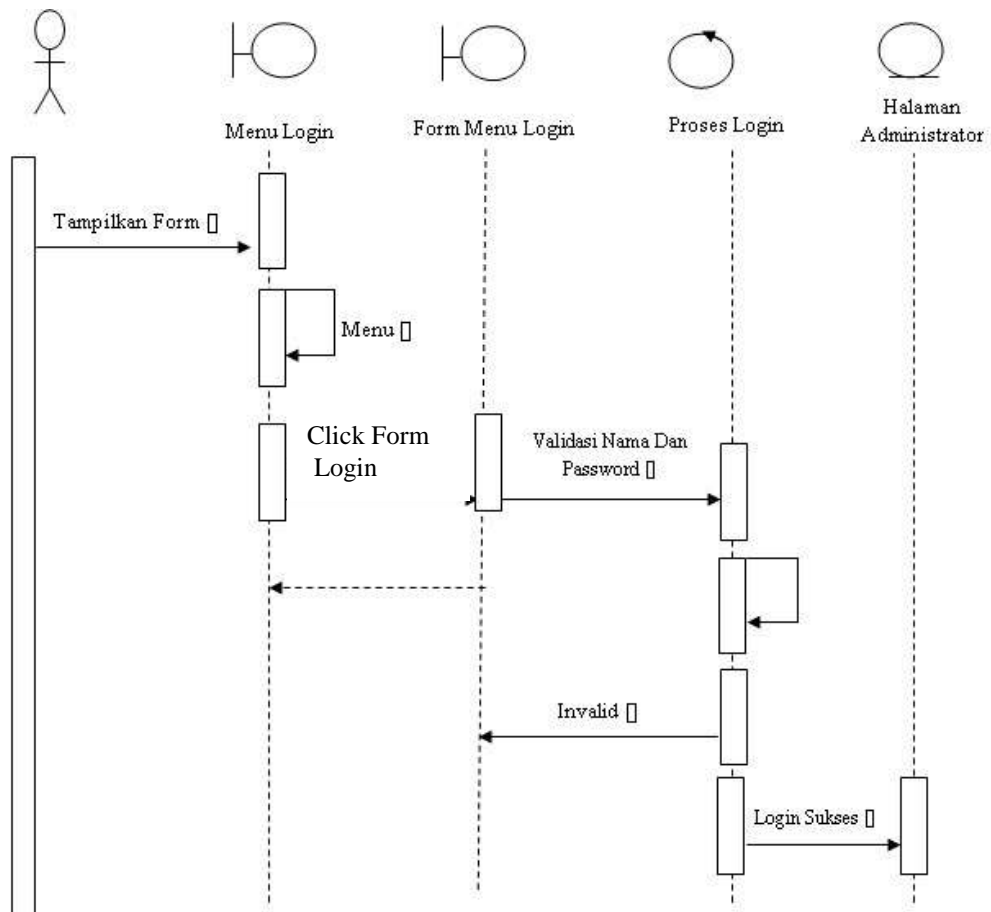 Menu Login
Form Menu Login
Proses Login
Halaman
Administrator
Tampilkan Form []
Menu []
Click Form
Login
Validasi Nama Dan
Password []
Invalid []
Login Sukses []